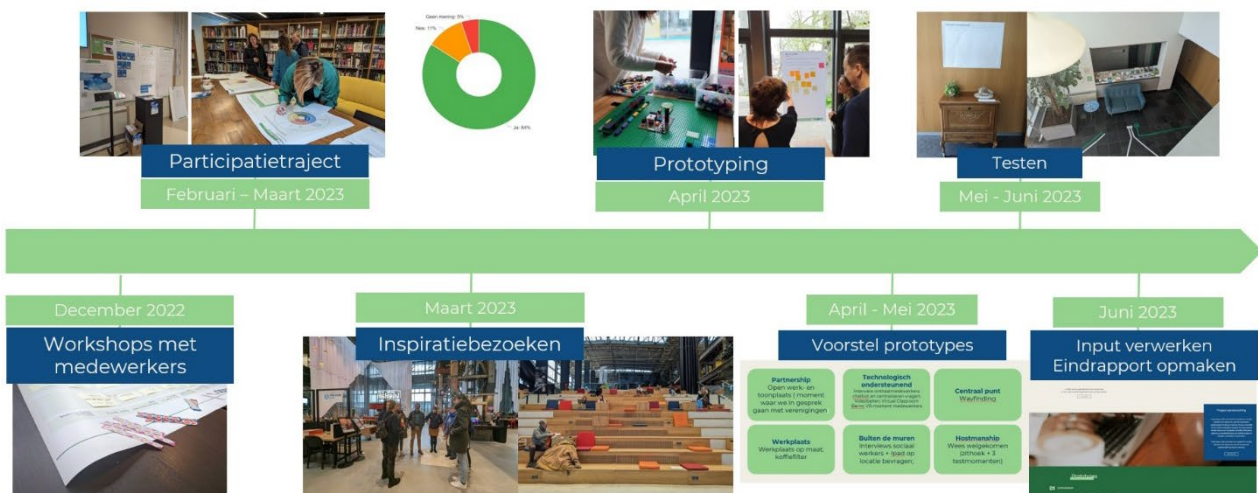 Geen mening: 5%
Nee: 11%
Ja: 84%
Participatietraject
Februari – Maart 2023
Prototyping
April 2023
Testen
Mei - Juni 2023
December 2022
Workshops met
medewerkers
Maart 2023
Inspiratiebezoeken
April - Mei 2023
Voorstel prototypes
Partnership
Open werk- en
toonplaats ( moment
waar we in gesprek
gaan met verenigingen
Technologisch
ondersteunend
Centraal punt
Wayfinding
Werkplaats
Werkplaats op maat;
koffiefilter
Buiten de muren
Interviews sociaal
werkers + Ipad op
locatie bevragen;
Hostmanship
Wees welgekomen
(zithoek + 3
testmomenten)
Juni 2023
Input verwerken
Eindrapport opmaken